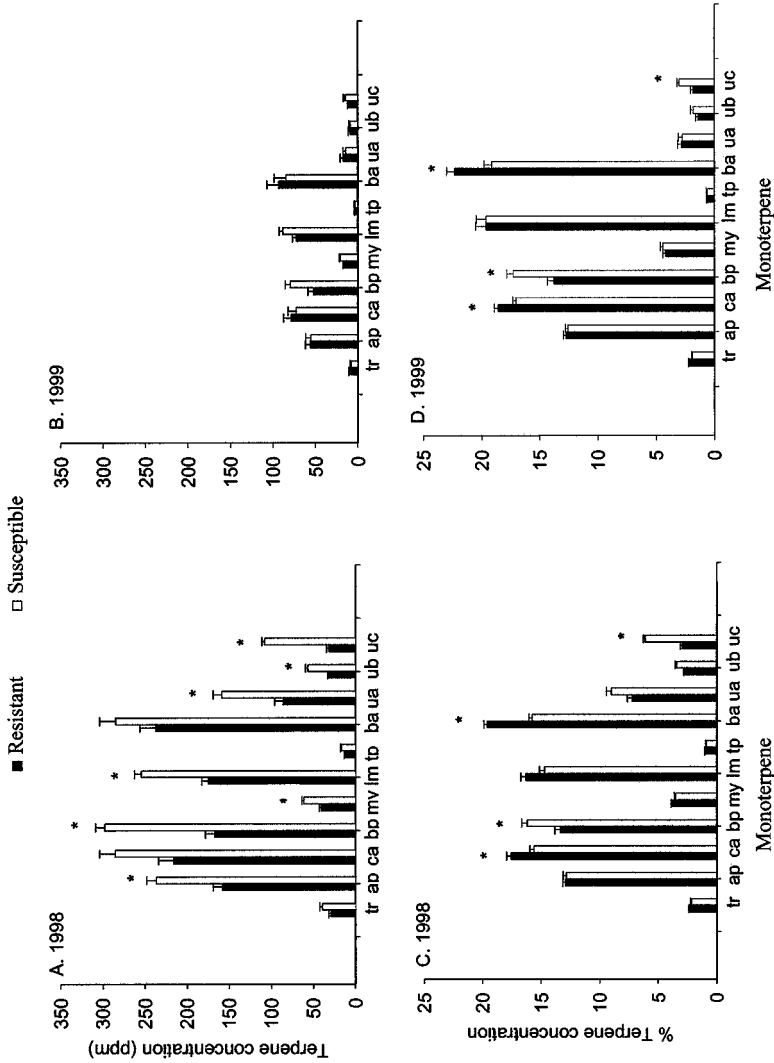 ■ Resistant □ Susceptible
A. 1998
Terpene concentration (ppm)
350
300
250
200
150
100
50
0
* * * * * * *
tr ap ca bp my lm tp ba ua ub uc
B. 1999
350
300
250
200
150
100
50
0
tr ap ca bp my lm tp ba ua ub uc
C. 1998
% Terpene concentration
25
20
15
10
5
0
* * * *
tr ap ca bp my lm tp ba ua ub uc
Monoterpene
D. 1999
25
20
15
10
5
0
* * * *
tr ap ca bp my lm tp ba ua ub uc
Monoterpene